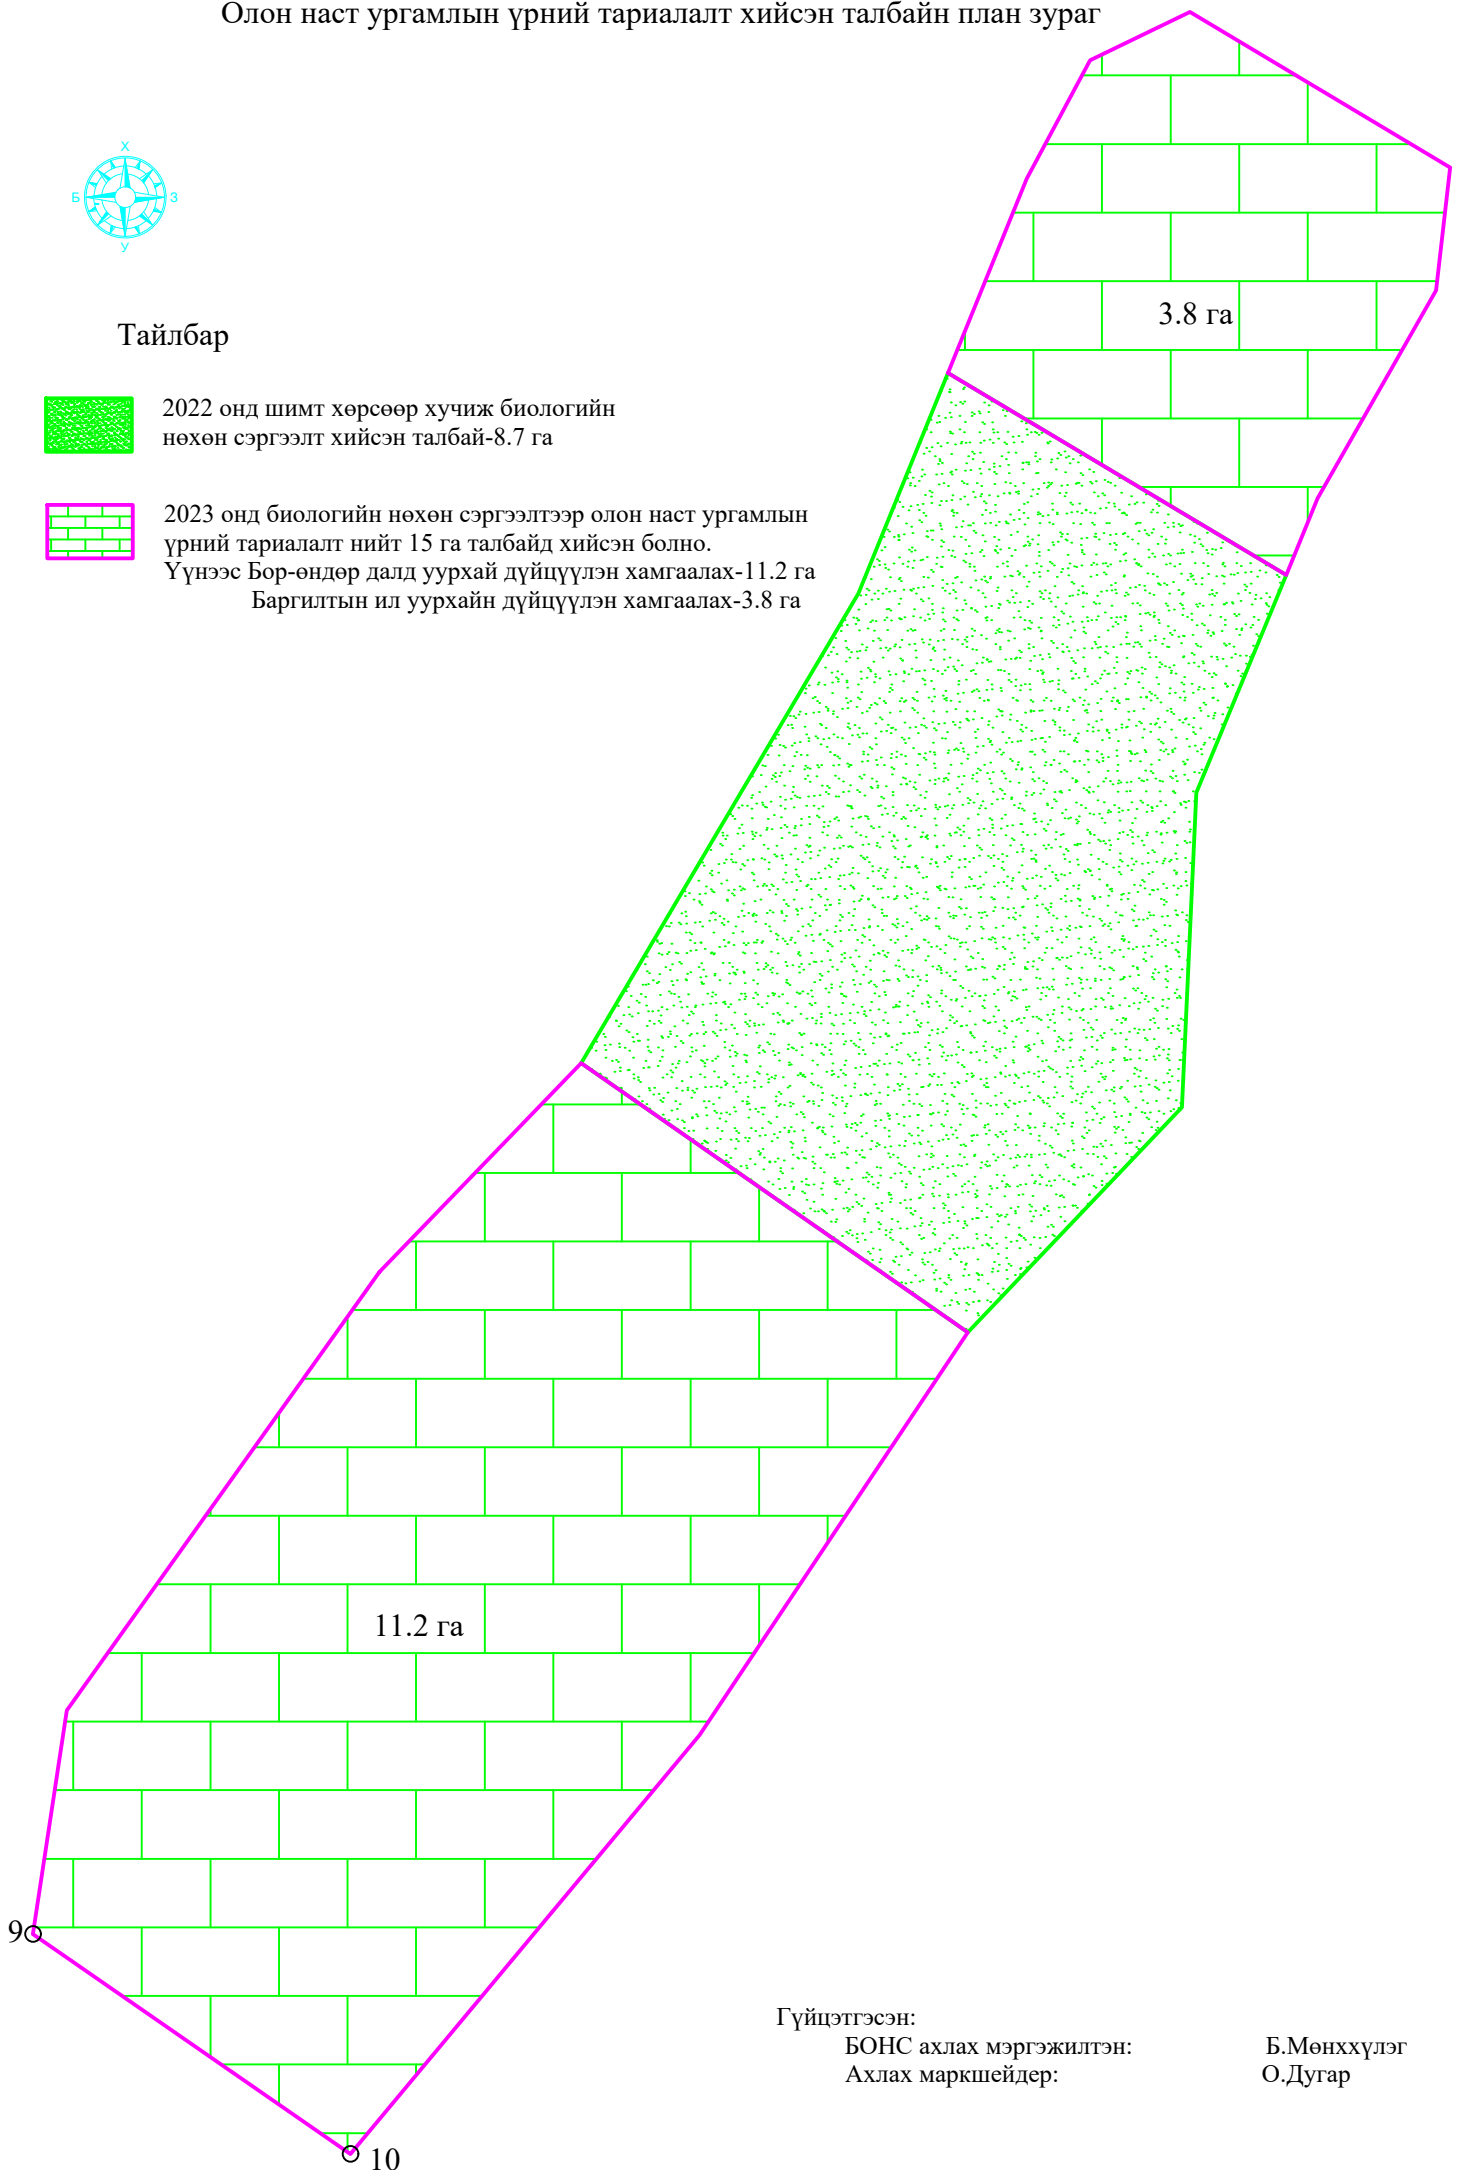 Олон наст ургамлын үрний тариалалт хийсэн талбайн план зураг
Х
Б
З
У
Тайлбар
2022 онд шимт хөрсөөр хучиж биологийн
нөхөн сэргээлт хийсэн талбай-8.7 га
2023 онд биологийн нөхөн сэргээлтээр олон наст ургамлын
үрний тариалалт нийт 15 га талбайд хийсэн болно.
Үүнээс Бор-өндөр далд уурхай дүйцүүлэн хамгаалах-11.2 га
Баргилтын ил уурхайн дүйцүүлэн хамгаалах-3.8 га
3.8 га
11.2 га
9
10
Гүйцэтгэсэн:
БОНС ахлах мэргэжилтэн: Б.Мөнххүлэг
Ахлах маркшейдер: О.Дугар